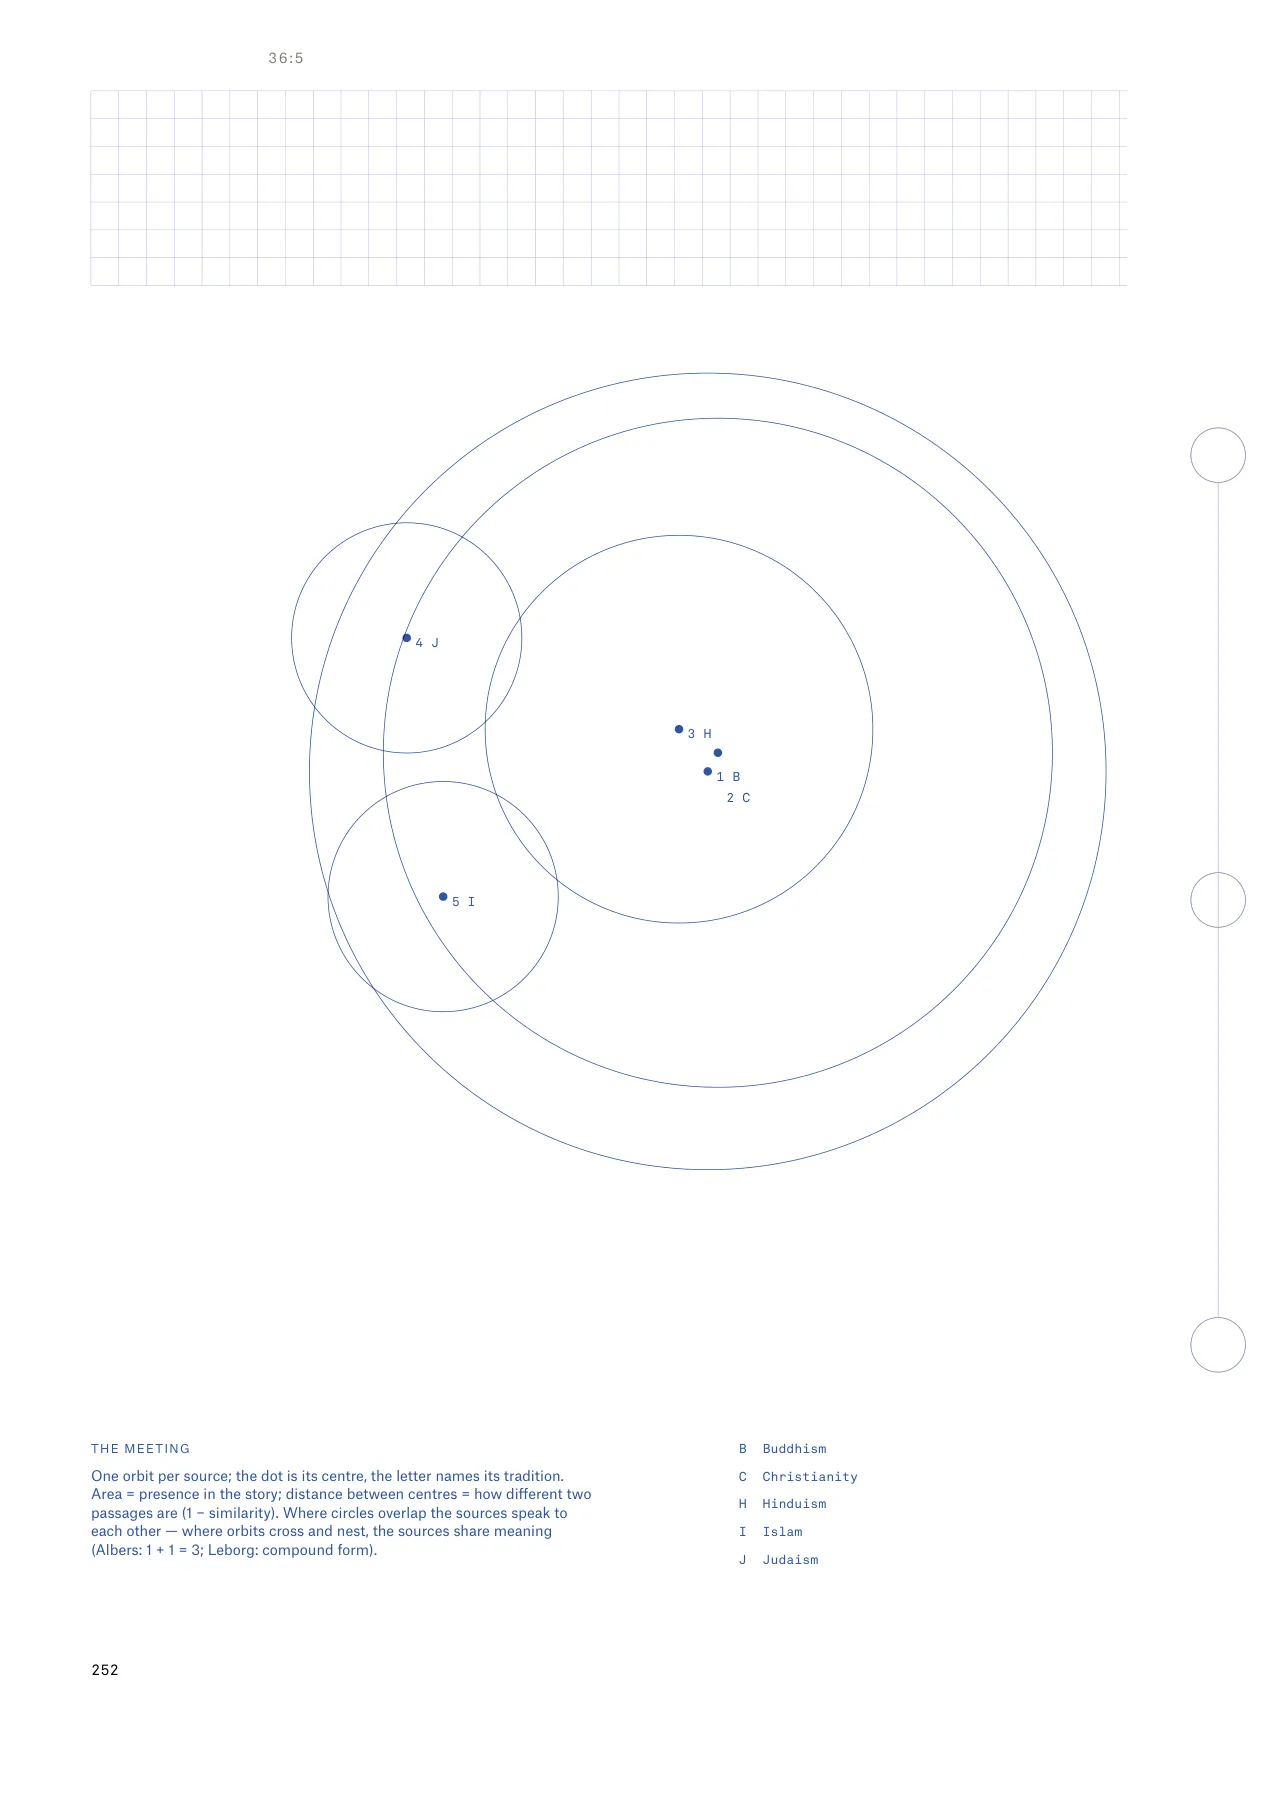 36:5
4 J
3 H
1 B
2 C
5 I
THE MEETING
One orbit per source; the dot is its centre, the letter names its tradition.
Area = presence in the story; distance between centres = how different two
passages are (1 − similarity). Where circles overlap the sources speak to
each other — where orbits cross and nest, the sources share meaning
(Albers: 1 + 1 = 3; Leborg: compound form).
B Buddhism
C Christianity
H Hinduism
I Islam
J Judaism
252